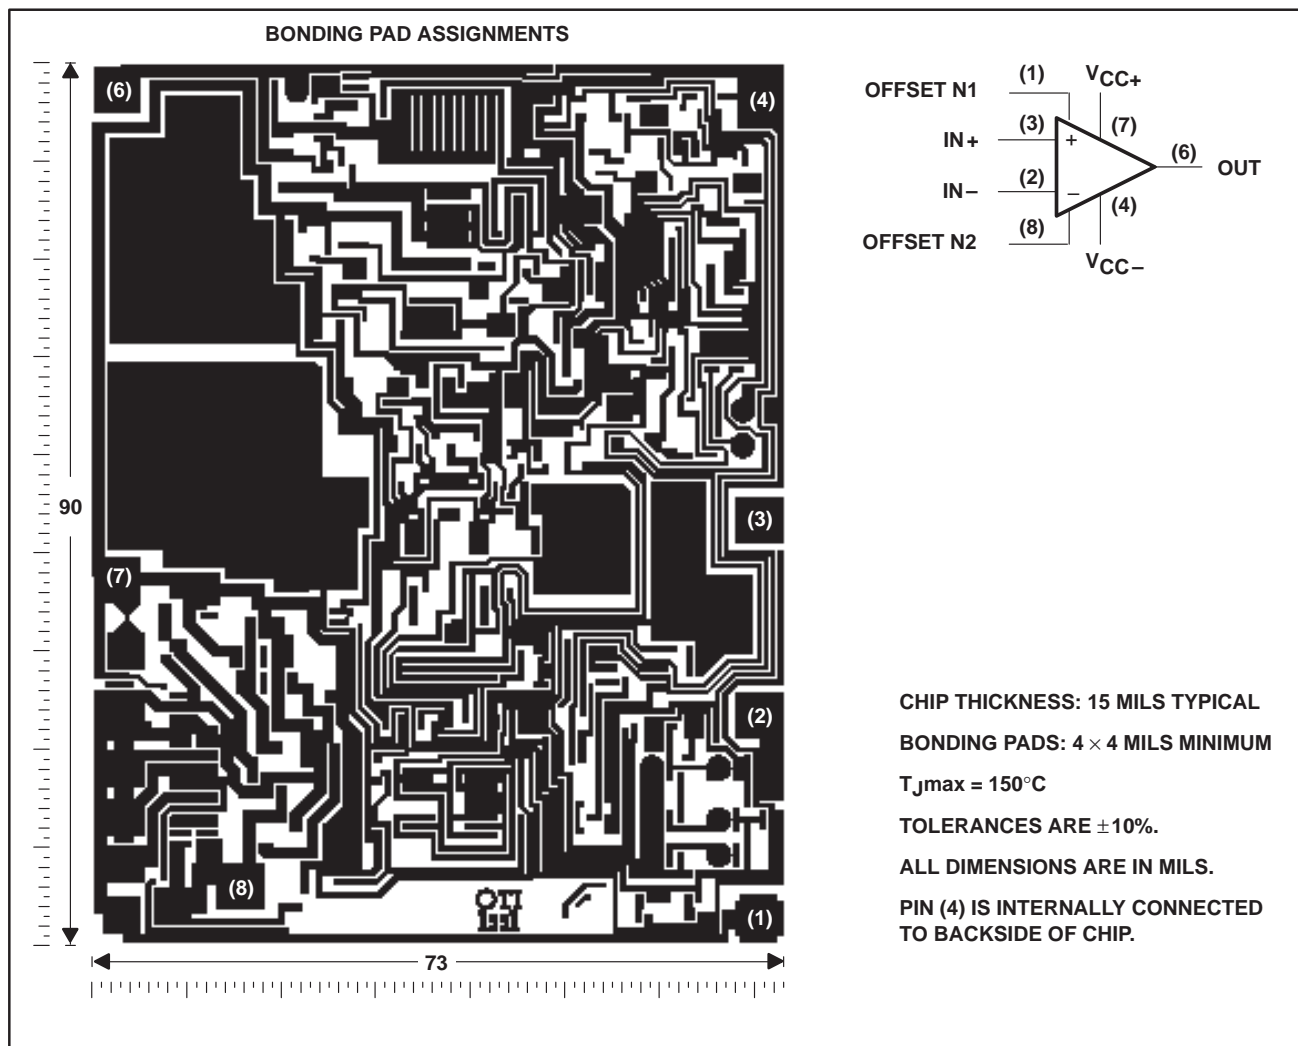 BONDING PAD ASSIGNMENTS
(6)
(4)
90
(3)
(7)
(2)
(8)
(1)
73
OFFSET N1
(1)
VCC+
IN+
(3)
+
(7)
(6)
OUT
IN−
(2)
−
(4)
OFFSET N2
(8)
VCC−
CHIP THICKNESS: 15 MILS TYPICAL
BONDING PADS: 4 × 4 MILS MINIMUM
TJmax = 150°C
TOLERANCES ARE ±10%.
ALL DIMENSIONS ARE IN MILS.
PIN (4) IS INTERNALLY CONNECTED
TO BACKSIDE OF CHIP.